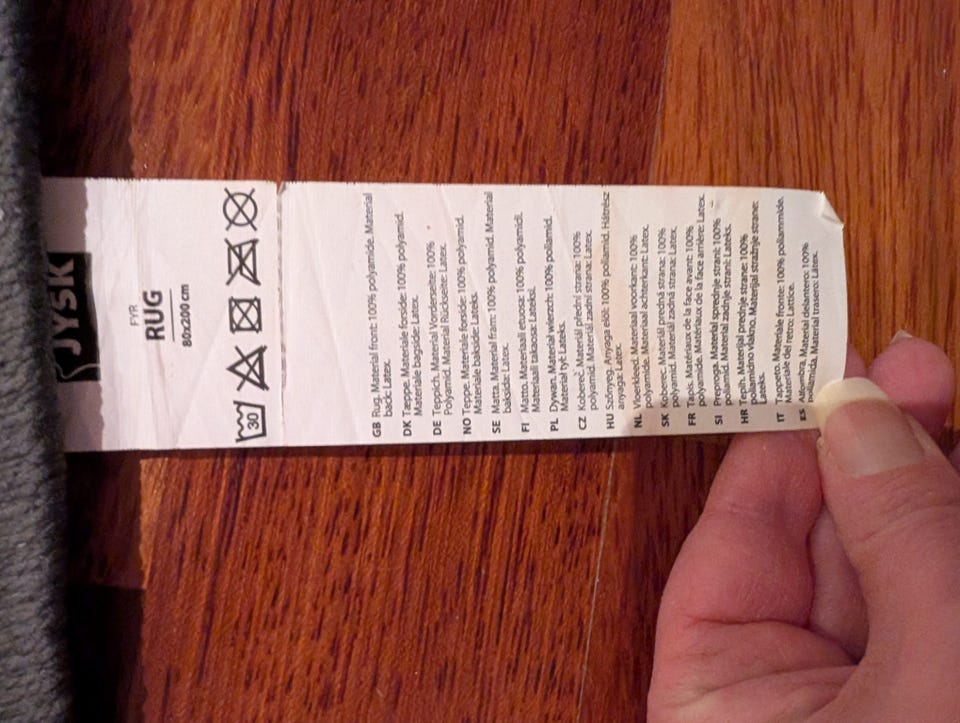 JYSK
FYR
RUG
80x200 cm
30
GB Rug. Material front: 100% polyamide. Material
back: Latex.
DK Tæppe. Materiale forside: 100% polyamid.
Materiale bagside: Latex.
DE Teppich. Material Vorderseite: 100%
Polyamid. Material Rückseite: Latex.
NO Teppe. Materiale forside: 100% polyamid.
Materiale bakside: Lateks.
SE Matta. Material fram: 100% polyamid. Material
baksida: Latex.
FI Matto. Materiaali etuosa: 100% polyamidi.
Materiaali takaosa: Lateksi.
PL Dywan. Materiał wierzch: 100% poliamid.
Materiał tył: Lateks.
CZ Koberec. Materiál přední strana: 100%
polyamid. Materiál zadní strana: Latex.
HU Szőnyeg. Anyaga elöl: 100% poliamid. Hátrész
anyaga: Latex.
NL Vloerkleed. Materiaal voorkant: 100%
polyamide. Materiaal achterkant: Latex.
SK Koberec. Materiál predná strana: 100%
polyamid. Materiál zadná strana: Latex.
FR Tapis. Matériaux de la face avant: 100%
polyamide. Matériaux de la face arrière: Latex.
SI Preproga. Material sprednje strani: 100%
poliamid. Material zadnje strani: Lateks.
HR Tepih. Materijal prednje strane: 100%
poliamidno vlakno. Materijal stražnje strane:
Lateks.
IT Tappeto. Materiale fronte: 100% poliammide.
Materiale del retro: Lattice.
ES Alfombra. Material delantero: 100%
poliamida. Material trasero: Látex.